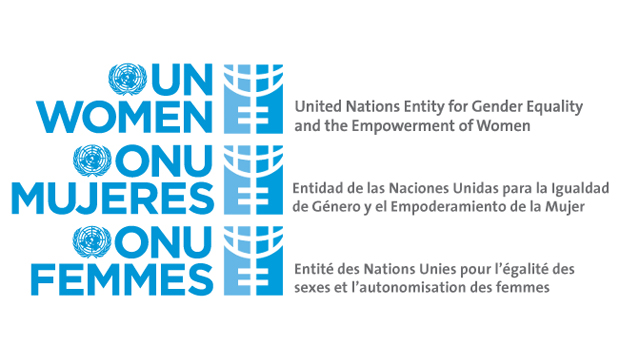 UN
WOMEN
United Nations Entity for Gender Equality
and the Empowerment of Women
ONU
MUJERES
Entidad de las Naciones Unidas para la Igualdad
de Género y el Empoderamiento de la Mujer
ONU
FEMMES
Entité des Nations Unies pour l’égalité des
sexes et l’autonomisation des femmes